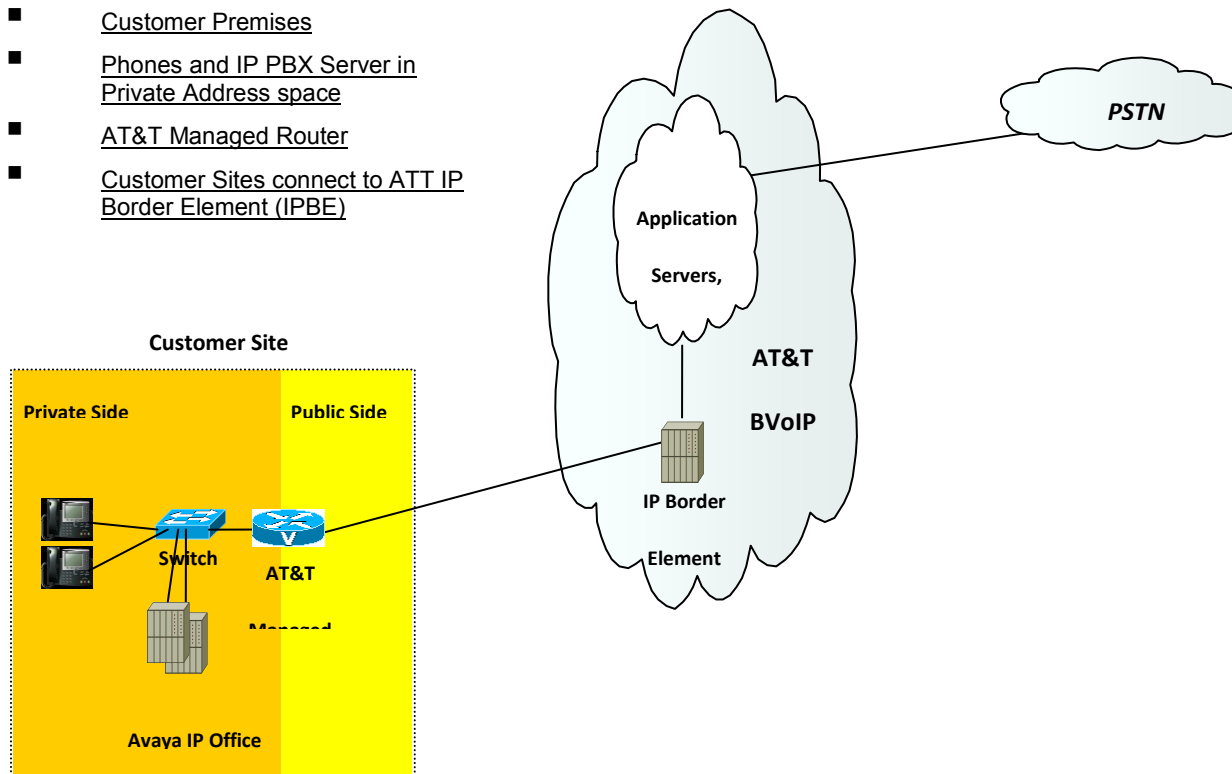 ■ Customer Premises
■ Phones and IP PBX Server in
Private Address space
■ AT&T Managed Router
■ Customer Sites connect to ATT IP
Border Element (IPBE)
PSTN
Application
Servers,
AT&T
BVoIP
IP Border
Element
Customer Site
Private Side
Public Side
Switch
AT&T
V
Managed
Avaya IP Office